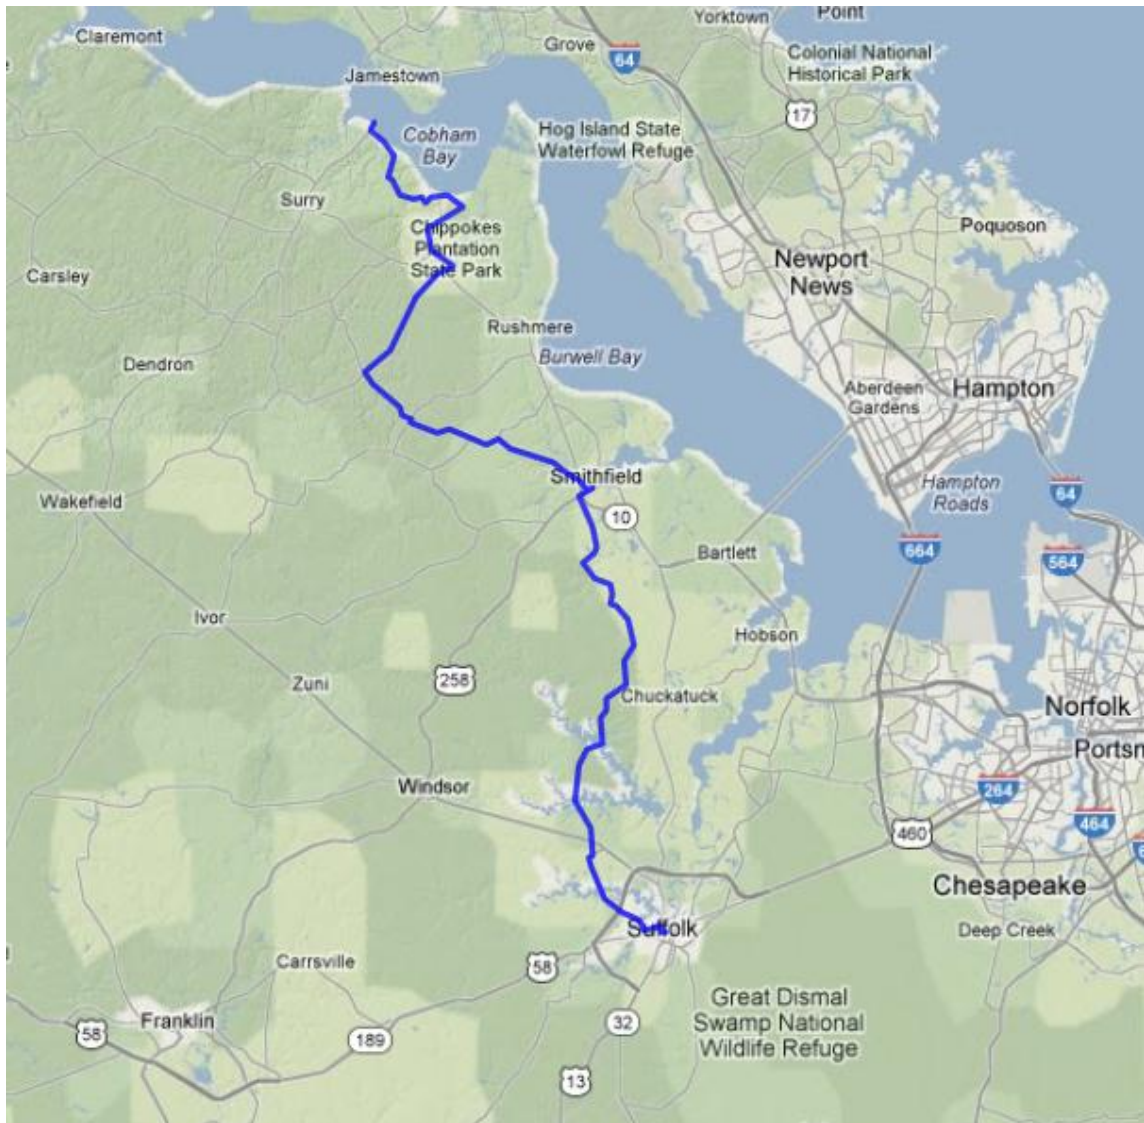 Claremont
Yorktown
Point
Grove
64
Colonial National
Historical Park
Jamestown
17
Cobham
Bay
Hog Island State
Waterfowl Refuge
Surry
Chippokes
Plantation
State Park
Poquoson
Carsley
Newport
News
Rushmere
Burwell Bay
Dendron
Aberdeen
Gardens
Hampton
Smithfield
Hampton
Roads
64
Wakefield
10
664
564
Bartlett
Ivor
Hobson
258
Zuni
Chuckatuck
Norfolk
Portsm
Windsor
264
464
460
6
Chesapeake
Suffolk
Deep Creek
Carrsville
58
Great Dismal
Swamp National
Wildlife Refuge
Franklin
58
189
32
13